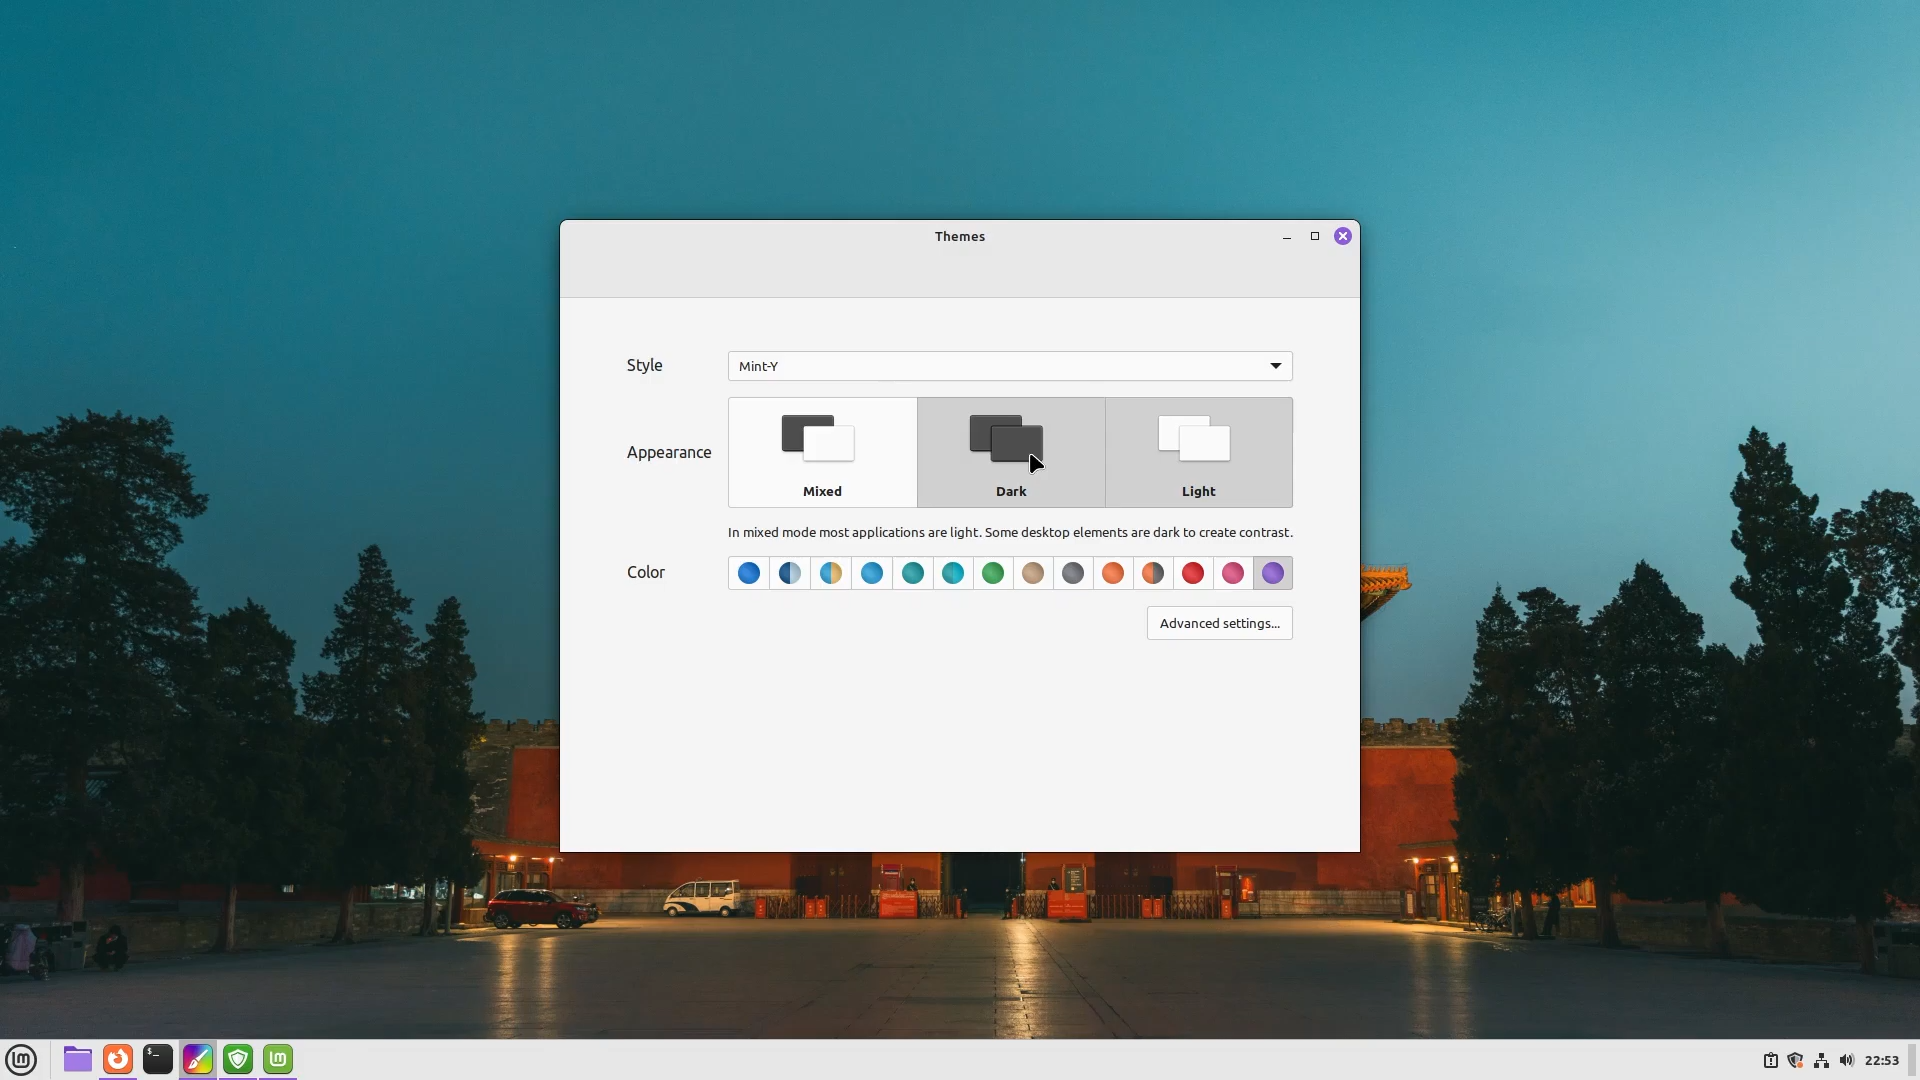 Themes
Style
Mint-Y
Appearance
Mixed
Dark
Light
In mixed mode most applications are light. Some desktop elements are dark to create contrast.
Color
Advanced settings...
22:53